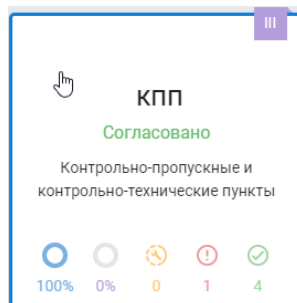 III
КПП
Согласовано
Контрольно-пропускные и
контрольно-технические пункты
100% 0% 0 1 4